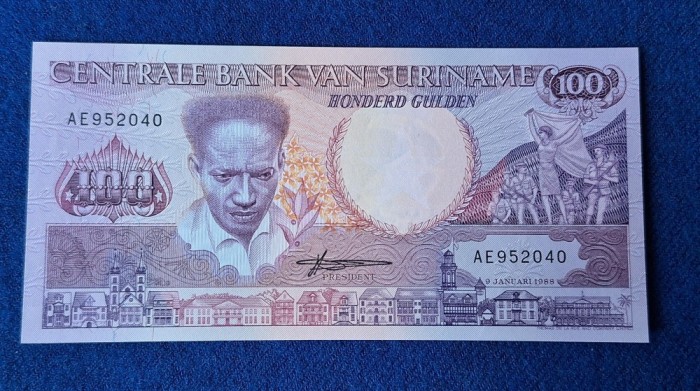 CENTRALE BANK VAN SURINAME
100
HONDERD GULDEN
AE952040
100
PRESIDENT
AE952040
9 JANUARI 1988